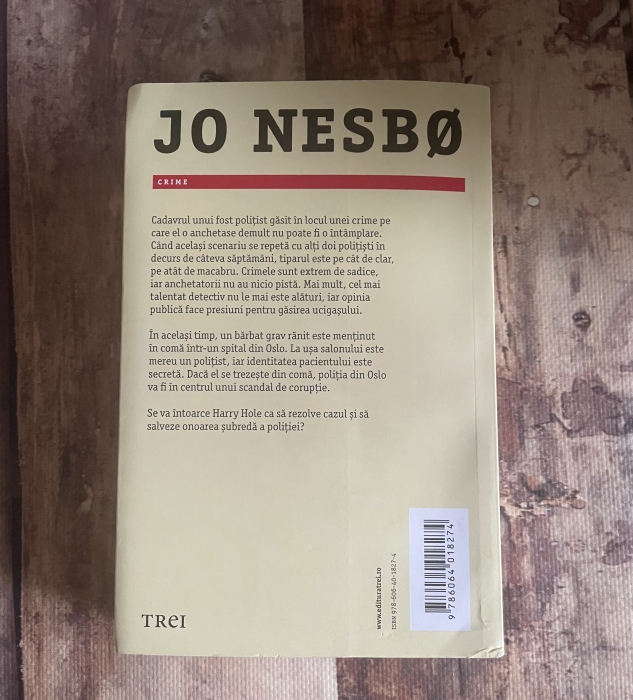 JO NESBØ
CRIME
Cadavrul unui fost polițist găsit în locul unei crime pe
care el o anchetase demult nu poate fi o întâmplare.
Când același scenariu se repetă cu alți doi polițiști în
decurs de câteva săptămâni, tiparul este pe cât de clar,
pe atât de macabru. Crimele sunt extrem de sadice,
iar anchetatorii nu au nicio pistă. Mai mult, cel mai
talentat detectiv nu le mai este alături, iar opinia
publică face presiuni pentru găsirea ucigașului.
În același timp, un bărbat grav rănit este menținut
în comă într-un spital din Oslo. La ușa salonului este
mereu un polițist, iar identitatea pacientului este
secretă. Dacă el se trezește din comă, poliția din Oslo
va fi în centrul unui scandal de corupție.
Se va întoarce Harry Hole ca să rezolve cazul și să
salveze onoarea șubredă a poliției?
TREI
www.edituratrei.ro
ISBN 978-606-40-1827-4
9 786064 018274